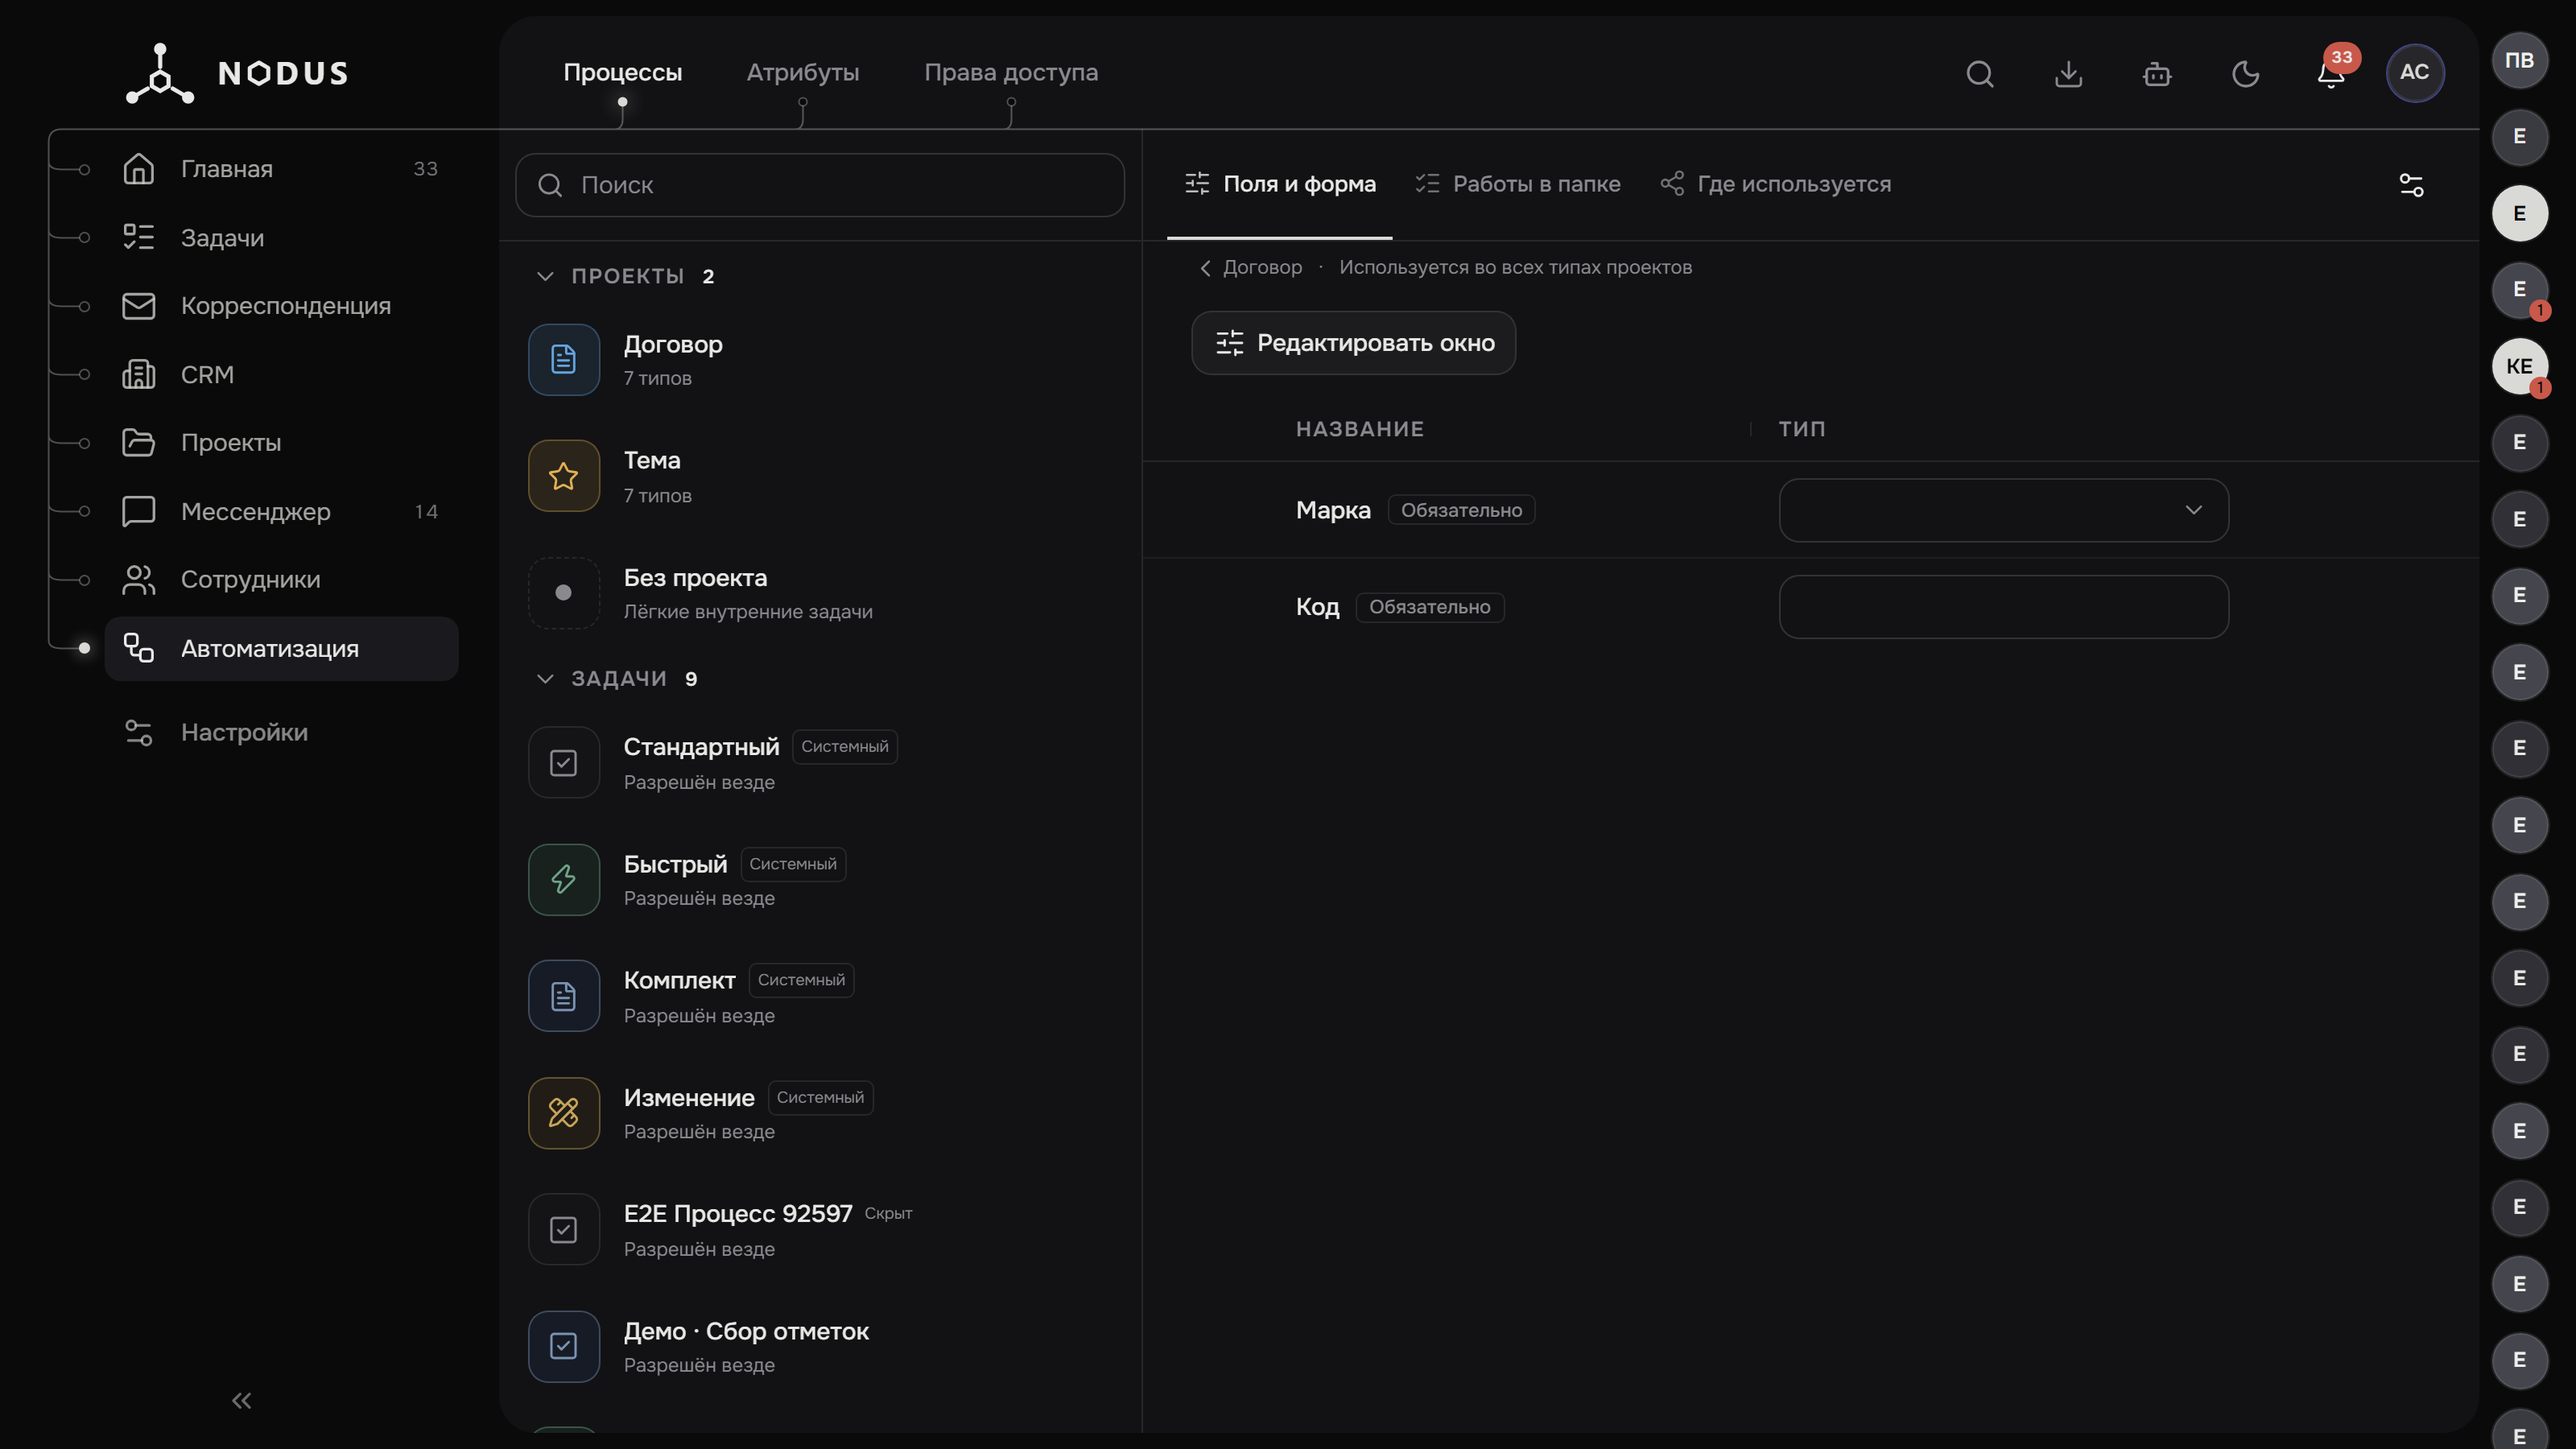 NODUS
Процессы
Атрибуты
Права доступа
33
АС
Главная 33
Задачи
Корреспонденция
CRM
Проекты
Мессенджер 14
Сотрудники
Автоматизация
Настройки
Поиск
ПРОЕКТЫ 2
Договор
7 типов
Тема
7 типов
Без проекта
Лёгкие внутренние задачи
ЗАДАЧИ 9
Стандартный Системный
Разрешён везде
Быстрый Системный
Разрешён везде
Комплект Системный
Разрешён везде
Изменение Системный
Разрешён везде
E2E Процесс 92597 Скрыт
Разрешён везде
Демо · Сбор отметок
Разрешён везде
Поля и форма
Работы в папке
Где используется
Договор · Используется во всех типах проектов
Редактировать окно
НАЗВАНИЕ ТИП
Марка Обязательно
Код Обязательно
ПВ
Е
Е
Е
1
КЕ
1
Е
Е
Е
Е
Е
Е
Е
Е
Е
Е
Е
Е
Е
Е